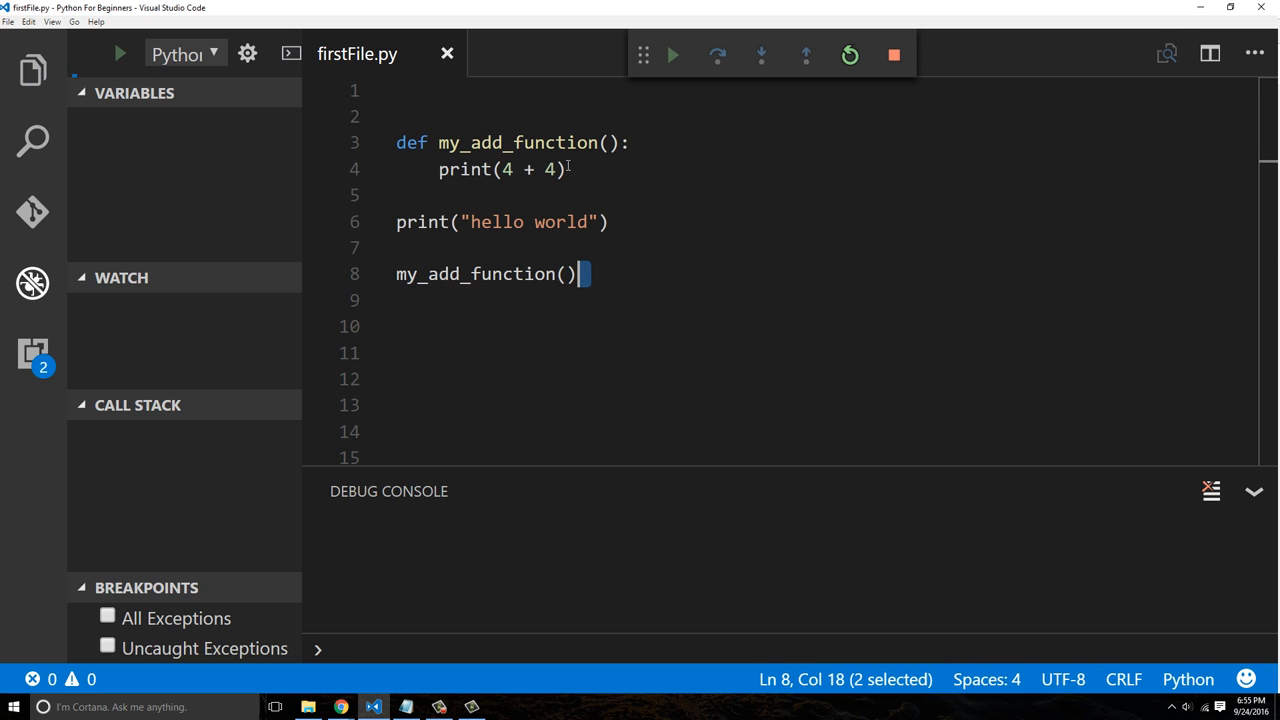 firstFile.py - Python For Beginners - Visual Studio Code
File Edit View Go Help
Python
firstFile.py
VARIABLES
WATCH
CALL STACK
BREAKPOINTS
All Exceptions
Uncaught Exceptions
2
1
2
3 def my_add_function():
4 print(4 + 4)
5
6 print("hello world")
7
8 my_add_function()
9
10
11
12
13
14
15
DEBUG CONSOLE
0 0 Ln 8, Col 18 (2 selected) Spaces: 4 UTF-8 CRLF Python
I'm Cortana. Ask me anything.
6:55 PM
9/24/2016